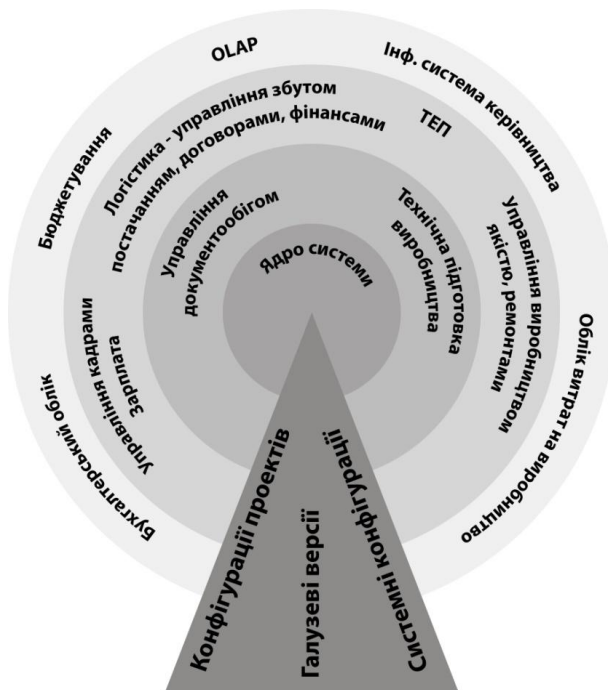 OLAP
Інф. система керівництва
Бюджетування
Логістика - управління збутом
постачанням, договорами, фінансами
ТЕП
Управління
документообігом
Технічна підготовка
виробництва
Ядро системи
Управління виробництвом
якістю, ремонтами
Управління кадрами
Зарплата
Бухгалтерський облік
Облік витрат на виробництво
Конфігурації проектів
Галузеві версії
Системні конфігурації